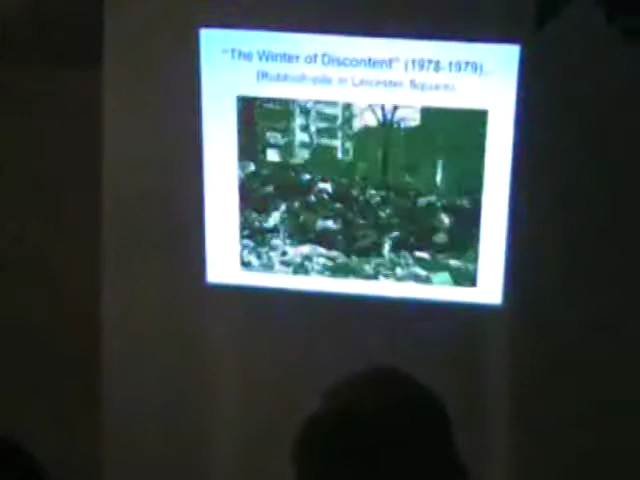 "The Winter of Discontent" (1978-1979)
(Rubbish-pile in Leicester Square)